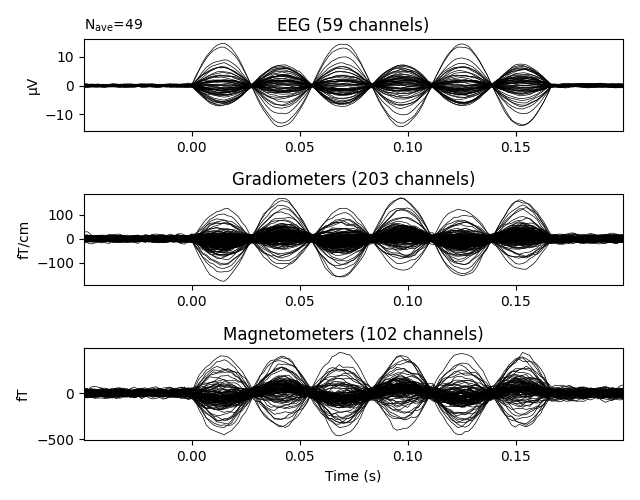 N_ave=49
EEG (59 channels)
µV
10
0
−10
0.00 0.05 0.10 0.15
Gradiometers (203 channels)
fT/cm
100
0
−100
0.00 0.05 0.10 0.15
Magnetometers (102 channels)
fT
0
−500
0.00 0.05 0.10 0.15
Time (s)